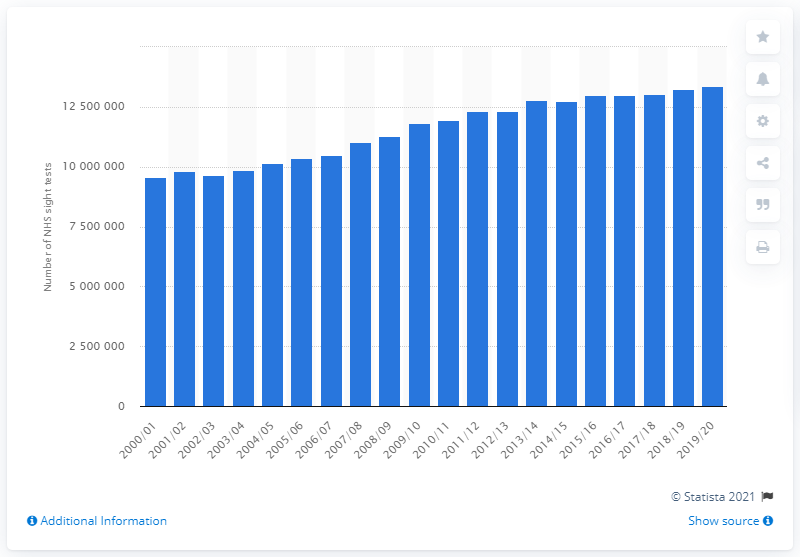 Number of NHS sight tests
12 500 000
10 000 000
7 500 000
5 000 000
2 500 000
0
2000/01
2001/02
2002/03
2003/04
2004/05
2005/06
2006/07
2007/08
2008/09
2009/10
2010/11
2011/12
2012/13
2013/14
2014/15
2015/16
2016/17
2017/18
2018/19
2019/20
© Statista 2021
Additional Information
Show source